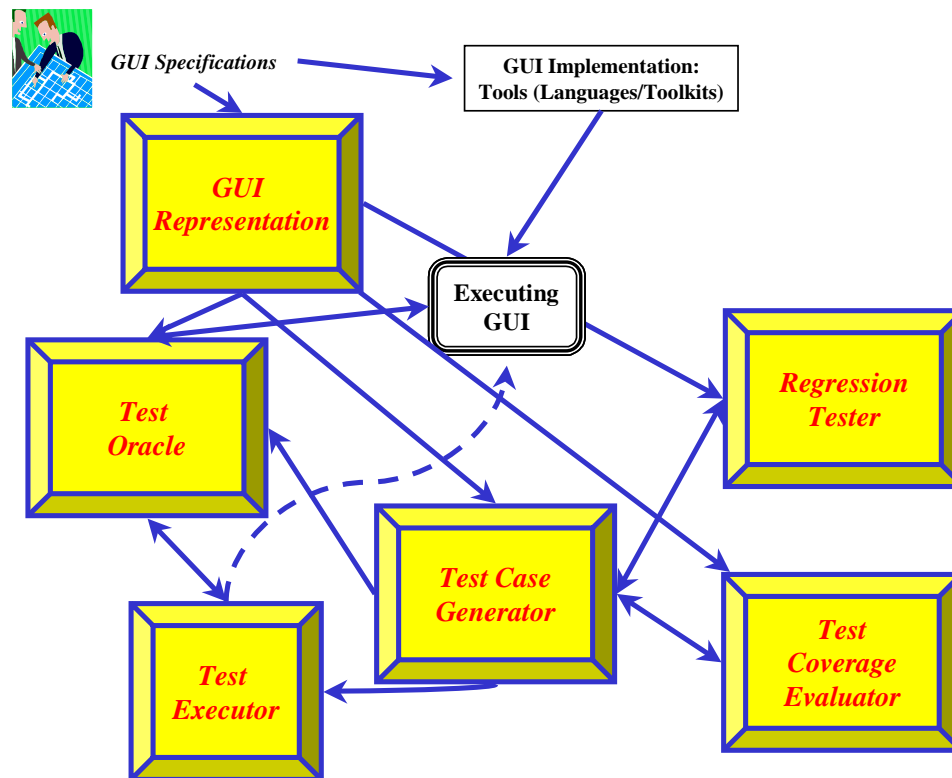 GUI Specifications
GUI Implementation:
Tools (Languages/Toolkits)
GUI
Representation
Executing
GUI
Test
Oracle
Regression
Tester
Test Case
Generator
Test
Coverage
Evaluator
Test
Executor